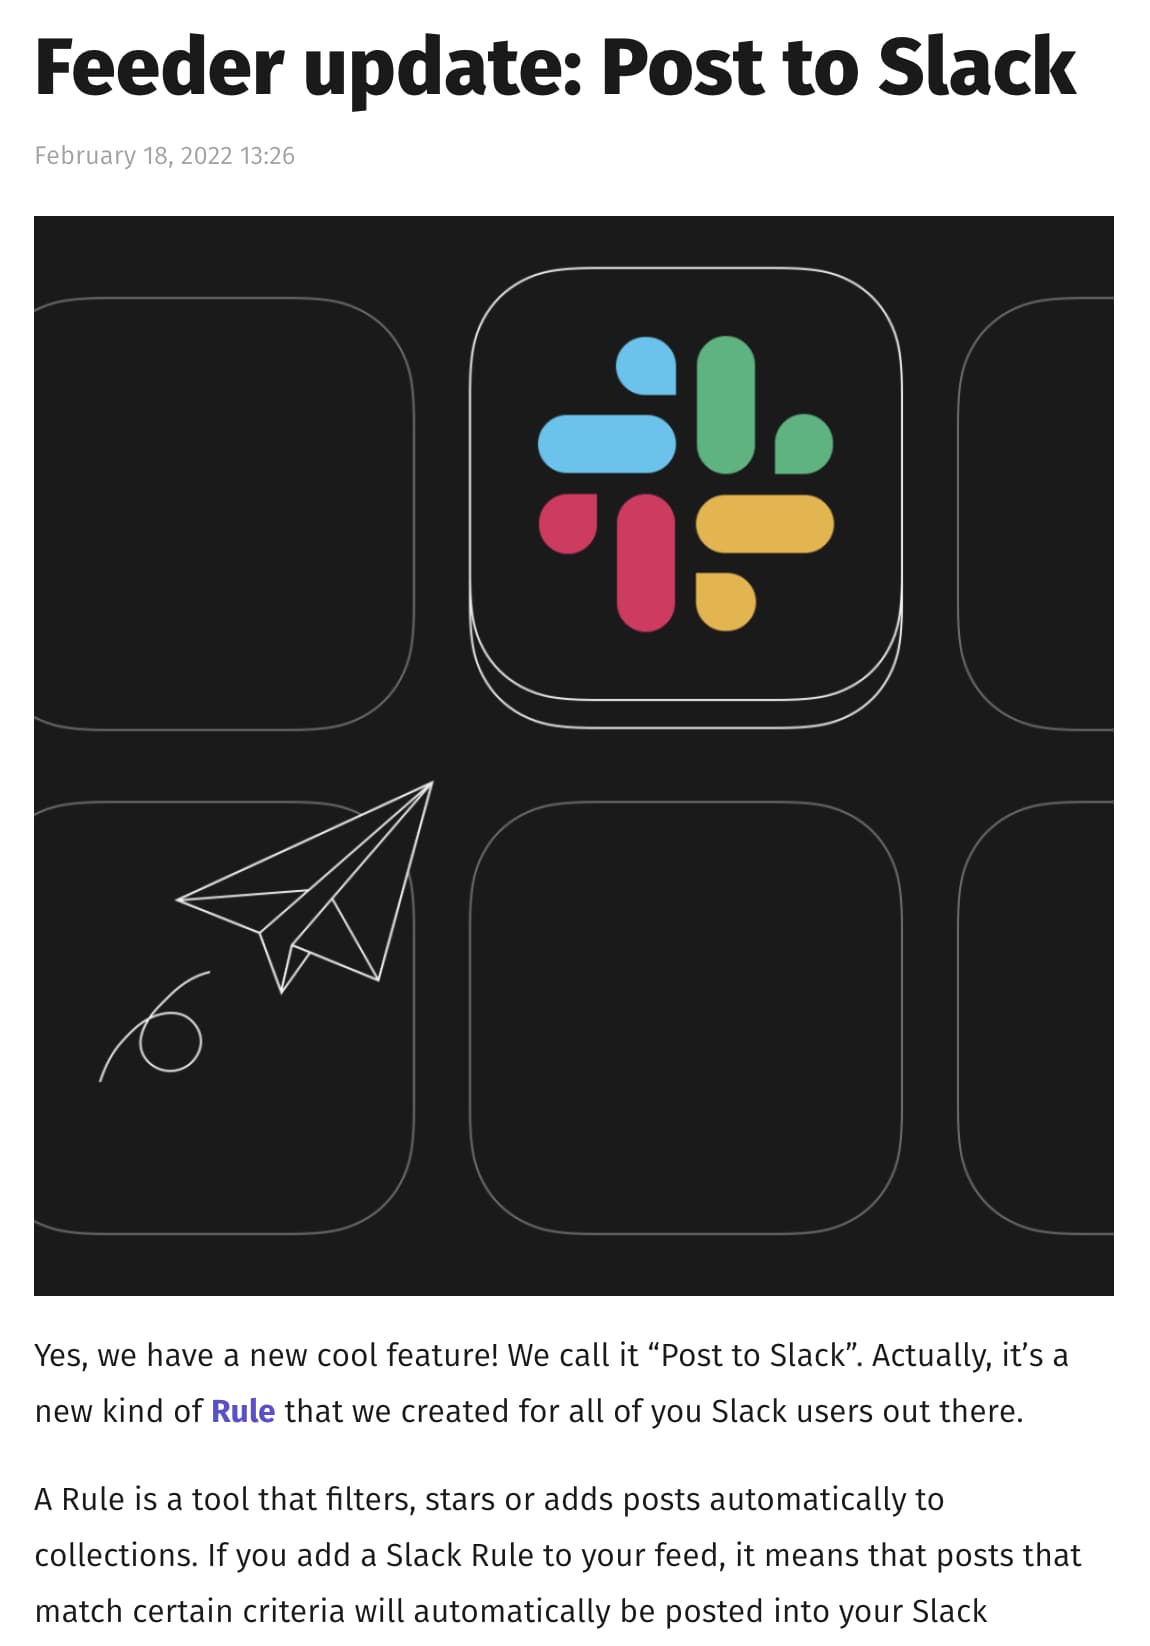 Feeder update: Post to Slack
February 18, 2022 13:26
Yes, we have a new cool feature! We call it “Post to Slack”. Actually, it’s a
new kind of Rule that we created for all of you Slack users out there.
A Rule is a tool that filters, stars or adds posts automatically to
collections. If you add a Slack Rule to your feed, it means that posts that
match certain criteria will automatically be posted into your Slack